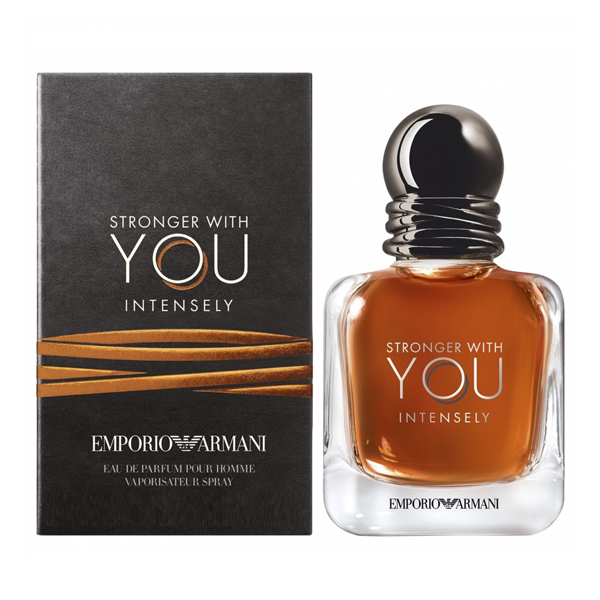 STRONGER WITH
YOU
INTENSELY
EMPORIO ARMANI
EAU DE PARFUM POUR HOMME
VAPORISATEUR SPRAY
STRONGER WITH
YOU
INTENSELY
EMPORIO ARMANI